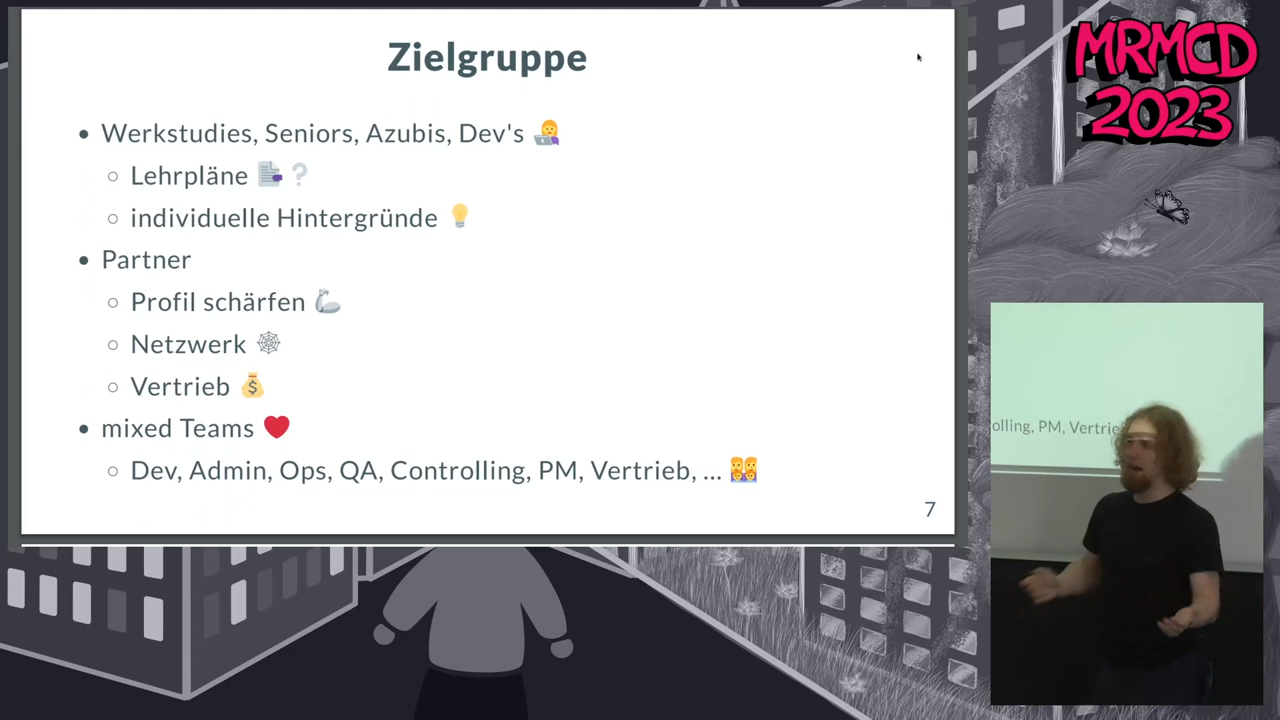 Zielgruppe
Werkstudies, Seniors, Azubis, Dev's
Lehrpläne
individuelle Hintergründe
Partner
Profil schärfen
Netzwerk
Vertrieb
mixed Teams
Dev, Admin, Ops, QA, Controlling, PM, Vertrieb, ...
7
MRMCD
2023
olling, PM, Vertrie